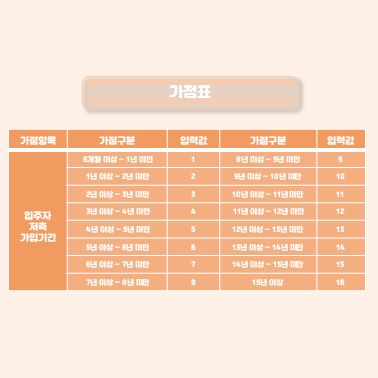 가점표
가점항목 가점구분 입력값 가점구분 입력값
입주자
저축
가입기간
6개월 이상 ~ 1년 미만 1 8년 이상 ~ 9년 미만 9
1년 이상 ~ 2년 미만 2 9년 이상 ~ 10년 미만 10
2년 이상 ~ 3년 미만 3 10년 이상 ~ 11년 미만 11
3년 이상 ~ 4년 미만 4 11년 이상 ~ 12년 미만 12
4년 이상 ~ 5년 미만 5 12년 이상 ~ 13년 미만 13
5년 이상 ~ 6년 미만 6 13년 이상 ~ 14년 미만 14
6년 이상 ~ 7년 미만 7 14년 이상 ~ 15년 미만 15
7년 이상 ~ 8년 미만 8 15년 이상 16